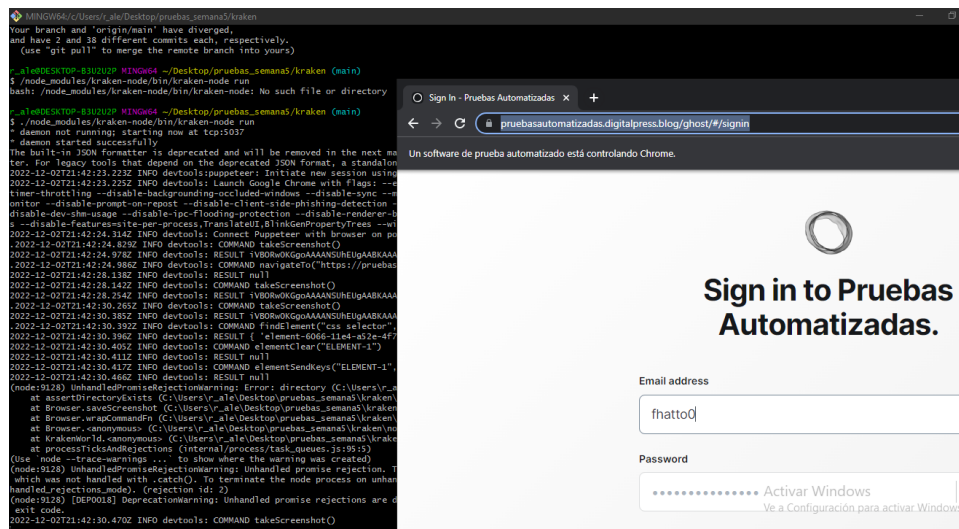 MINGW64:/c/Users/r_ale/Desktop/pruebas_semana5/kraken
Your branch and 'origin/main' have diverged,
and have 2 and 38 different commits each, respectively.
(use "git pull" to merge the remote branch into yours)
r_ale@DESKTOP-B3U2U2P MINGW64 ~/Desktop/pruebas_semana5/kraken (main)
$ /node_modules/kraken-node/bin/kraken-node run
bash: /node_modules/kraken-node/bin/kraken-node: No such file or directory
r_ale@DESKTOP-B3U2U2P MINGW64 ~/Desktop/pruebas_semana5/kraken (main)
$ ./node_modules/kraken-node/bin/kraken-node run
* daemon not running; starting now at tcp:5037
* daemon started successfully
The built-in JSON formatter is deprecated and will be removed in the next ma
ter. For legacy tools that depend on the deprecated JSON format, a standalon
2022-12-02T21:42:23.223Z INFO devtools:puppeteer: Initiate new session using
2022-12-02T21:42:23.225Z INFO devtools: Launch Google Chrome with flags: --e
timer-throttling --disable-backgrounding-occluded-windows --disable-sync --m
onitor --disable-prompt-on-repost --disable-client-side-phishing-detection -
disable-dev-shm-usage --disable-ipc-flooding-protection --disable-renderer-b
s --disable-features=site-per-process,TranslateUI,BlinkGenPropertyTrees --wi
2022-12-02T21:42:24.314Z INFO devtools: Connect Puppeteer with browser on po
.2022-12-02T21:42:24.829Z INFO devtools: COMMAND takeScreenshot()
2022-12-02T21:42:24.978Z INFO devtools: RESULT iVBORw0KGgoAAAANSUhEUgAABKAAA
.2022-12-02T21:42:24.986Z INFO devtools: COMMAND navigateTo("https://pruebas
2022-12-02T21:42:28.138Z INFO devtools: RESULT null
2022-12-02T21:42:28.142Z INFO devtools: COMMAND takeScreenshot()
2022-12-02T21:42:28.254Z INFO devtools: RESULT iVBORw0KGgoAAAANSUhEUgAABKAAA
.2022-12-02T21:42:30.265Z INFO devtools: COMMAND takeScreenshot()
2022-12-02T21:42:30.385Z INFO devtools: RESULT iVBORw0KGgoAAAANSUhEUgAABKAAA
.2022-12-02T21:42:30.392Z INFO devtools: COMMAND findElement("css selector",
2022-12-02T21:42:30.396Z INFO devtools: RESULT { 'element-6066-11e4-a52e-4f7
2022-12-02T21:42:30.405Z INFO devtools: COMMAND elementClear("ELEMENT-1")
2022-12-02T21:42:30.411Z INFO devtools: RESULT null
2022-12-02T21:42:30.417Z INFO devtools: COMMAND elementSendKeys("ELEMENT-1",
2022-12-02T21:42:30.466Z INFO devtools: RESULT null
(node:9128) UnhandledPromiseRejectionWarning: Error: directory (C:\Users\r_a
at assertDirectoryExists (C:\Users\r_ale\Desktop\pruebas_semana5\kraken\
at Browser.saveScreenshot (C:\Users\r_ale\Desktop\pruebas_semana5\kraken
at Browser.wrapCommandFn (C:\Users\r_ale\Desktop\pruebas_semana5\kraken\
at Browser.<anonymous> (C:\Users\r_ale\Desktop\pruebas_semana5\kraken\no
at KrakenWorld.<anonymous> (C:\Users\r_ale\Desktop\pruebas_semana5\krake
at processTicksAndRejections (internal/process/task_queues.js:95:5)
(Use `node --trace-warnings ...` to show where the warning was created)
(node:9128) UnhandledPromiseRejectionWarning: Unhandled promise rejection. T
which was not handled with .catch(). To terminate the node process on unhan
handled_rejections_mode). (rejection id: 2)
(node:9128) [DEP0018] DeprecationWarning: Unhandled promise rejections are d
exit code.
2022-12-02T21:42:30.470Z INFO devtools: COMMAND takeScreenshot()
Sign In - Pruebas Automatizadas
pruebasautomatizadas.digitalpress.blog/ghost/#/signin
Un software de prueba automatizado está controlando Chrome.
Sign in to Pruebas
Automatizadas.
Email address
fhatto0
Password
Activar Windows
Ve a Configuración para activar Windows